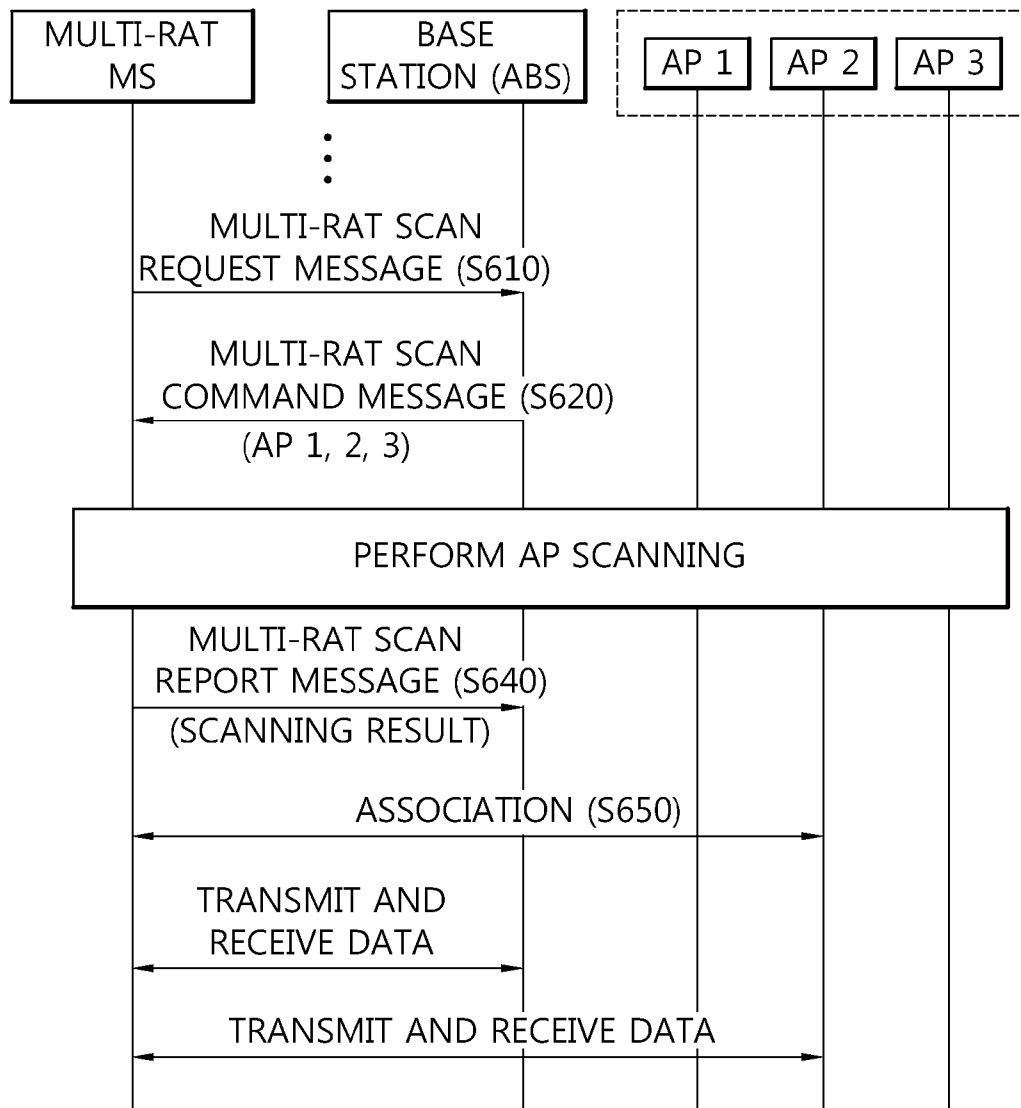 MULTI-RAT
MS
BASE
STATION (ABS)
AP 1
AP 2
AP 3
MULTI-RAT SCAN
REQUEST MESSAGE (S610)
MULTI-RAT SCAN
COMMAND MESSAGE (S620)
(AP 1, 2, 3)
PERFORM AP SCANNING
MULTI-RAT SCAN
REPORT MESSAGE (S640)
(SCANNING RESULT)
ASSOCIATION (S650)
TRANSMIT AND
RECEIVE DATA
TRANSMIT AND RECEIVE DATA